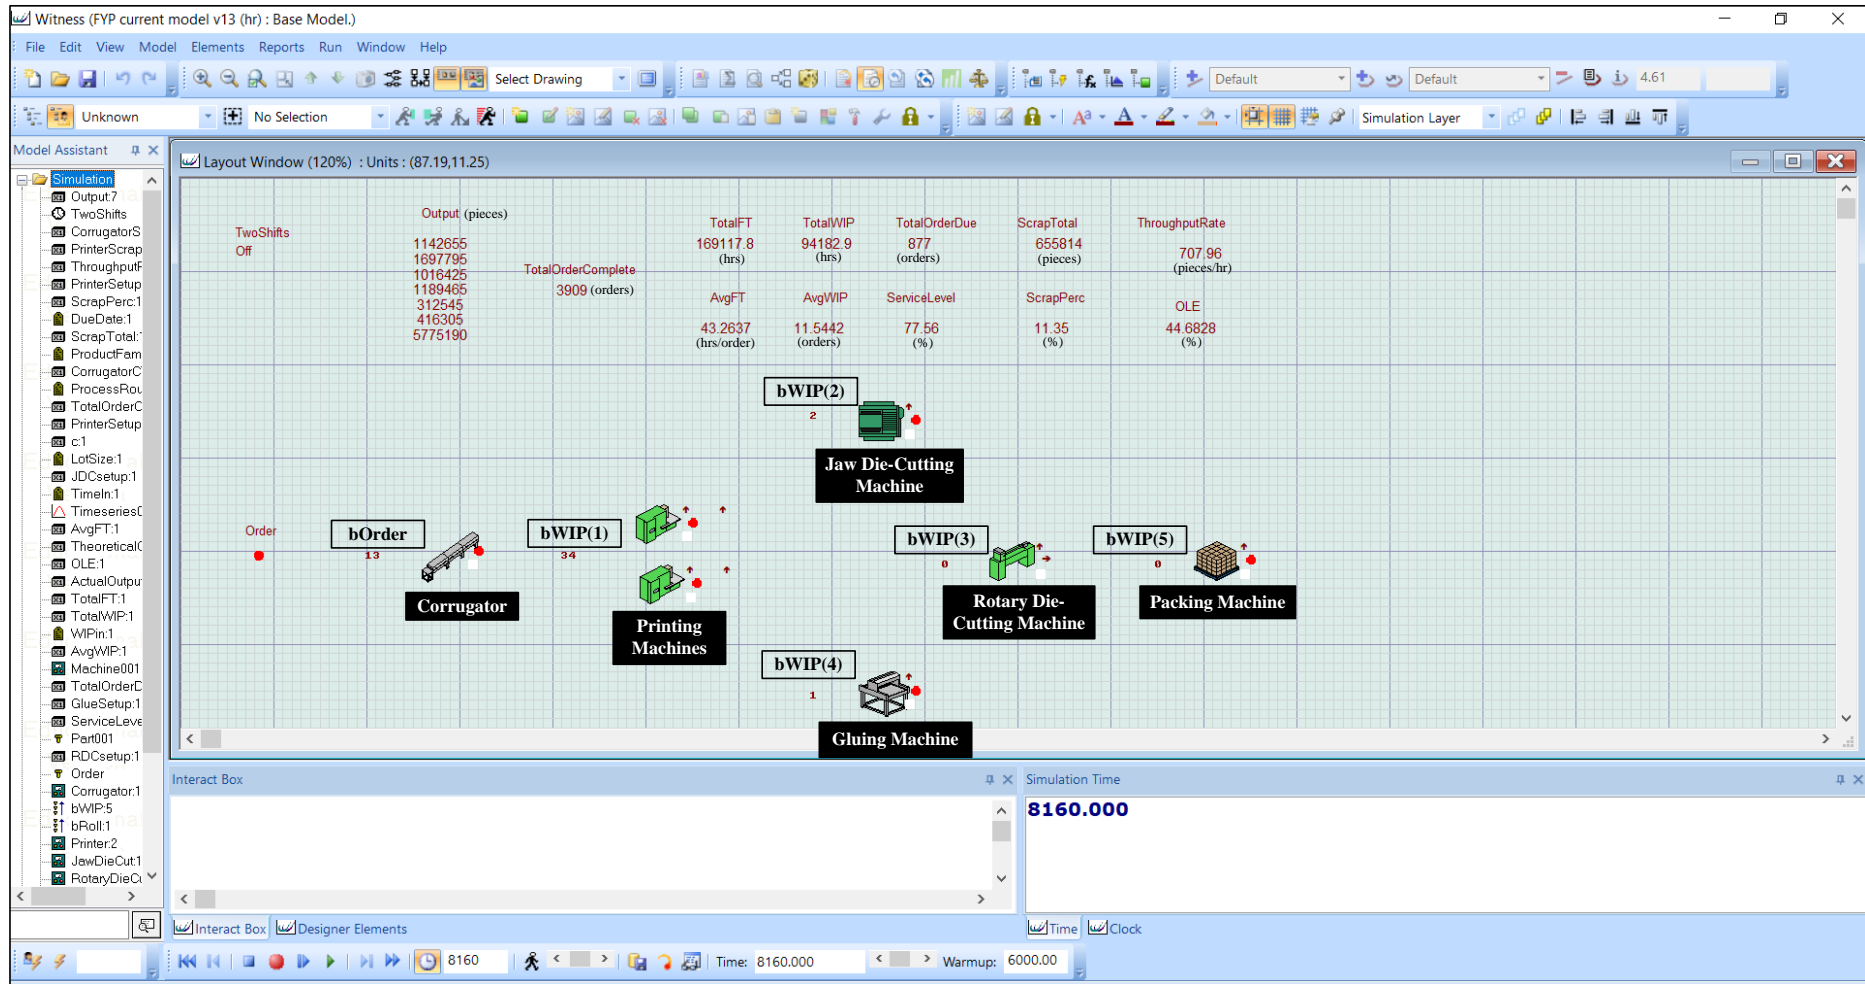 Witness (FYP current model v13 (hr) : Base Model.)
File Edit View Model Elements Reports Run Window Help
Select Drawing Default Default 4.61
Unknown No Selection Simulation Layer
Model Assistant
Simulation
Output:7
TwoShifts
CorrugatorS
PrinterScrap
ThroughputF
PrinterSetup
ScrapPerc:1
DueDate:1
ScrapTotal:
ProductFam
CorrugatorC
ProcessRou
TotalOrderC
PrinterSetup
c:1
LotSize:1
JDCsetup:1
TimeIn:1
Timeseries
AvgFT:1
Theoretical
OLE:1
ActualOutpu
TotalFT:1
TotalWIP:1
WIPin:1
AvgWIP:1
Machine001
TotalOrderD
GlueSetup:1
ServiceLeve
Part001
RDCsetup:1
Order
Corrugator:1
bWIP:5
bRoll:1
Printer:2
JawDieCut:1
RotaryDieCu
Layout Window (120%) : Units : (87.19,11.25)
TwoShifts
Off
Output (pieces)
1142655
1697795
1016425
1189465
312545
416305
5775190
TotalOrderComplete
3909 (orders)
TotalFT TotalWIP TotalOrderDue ScrapTotal ThroughputRate
169117.8 94182.9 877 655814 707.96
(hrs) (hrs) (orders) (pieces) (pieces/hr)
AvgFT AvgWIP ServiceLevel ScrapPerc OLE
43.2637 11.5442 77.56 11.35 44.6828
(hrs/order) (orders) (%) (%) (%)
bWIP(2)
2
Jaw Die-Cutting
Machine
Order
bOrder
13
Corrugator
bWIP(1)
34
Printing
Machines
bWIP(3)
0
Rotary Die-
Cutting Machine
bWIP(5)
0
Packing Machine
bWIP(4)
1
Gluing Machine
Interact Box
Simulation Time
8160.000
Interact Box Designer Elements
Time Clock
8160 Time: 8160.000 Warmup: 6000.00